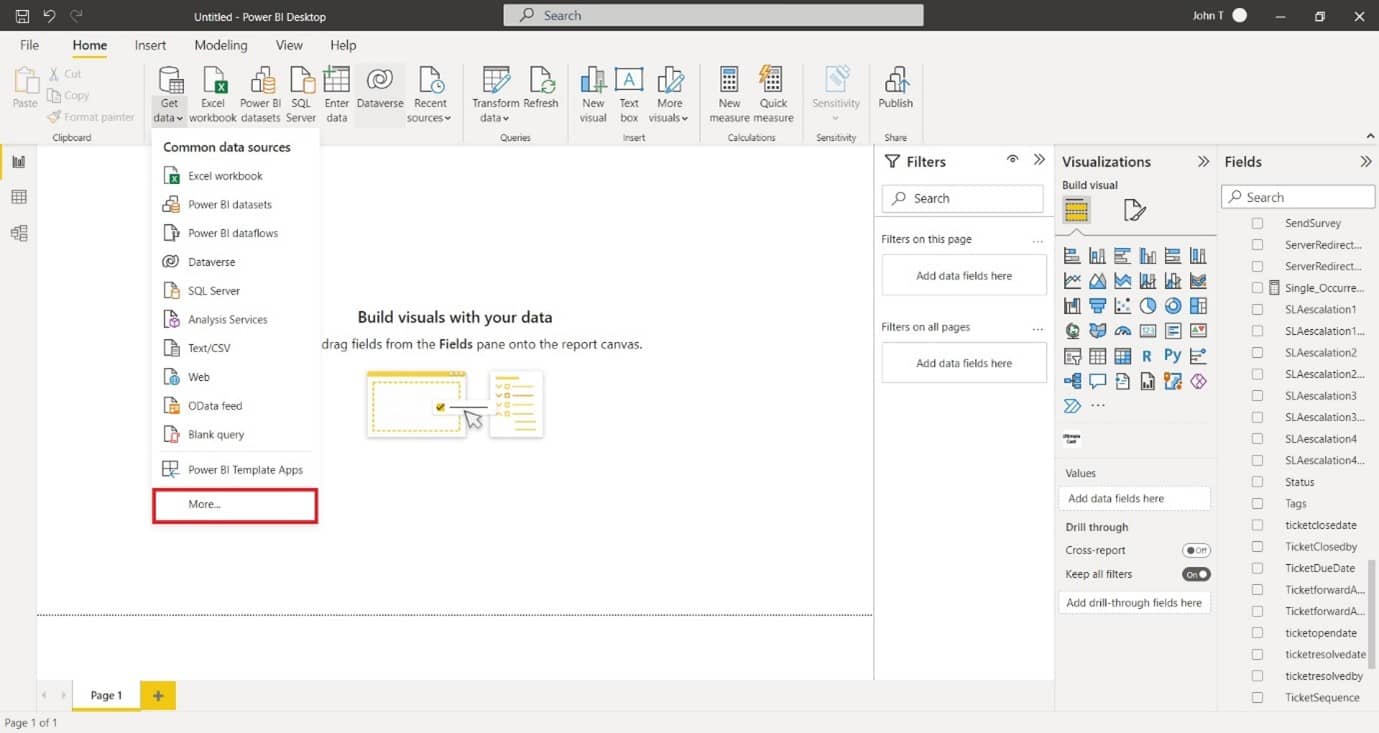 Untitled - Power BI Desktop
Search
John T
File Home Insert Modeling View Help
Paste
Cut
Copy
Format painter
Clipboard
Get data
Excel workbook
Power BI datasets
SQL Server
Enter data
Dataverse
Recent sources
Transform data
Refresh
Queries
New visual
Text box
More visuals
Insert
New measure
Quick measure
Calculations
Sensitivity
Sensitivity
Publish
Share
Common data sources
Excel workbook
Power BI datasets
Power BI dataflows
Dataverse
SQL Server
Analysis Services
Text/CSV
Web
OData feed
Blank query
Power BI Template Apps
More...
Build visuals with your data
drag fields from the Fields pane onto the report canvas.
Filters
Search
Filters on this page ...
Add data fields here
Filters on all pages ...
Add data fields here
Visualizations
Build visual
R Py
...
Values
Add data fields here
Drill through
Cross-report Off
Keep all filters On
Add drill-through fields here
Fields
Search
SendSurvey
ServerRedirect...
ServerRedirect...
Single_Occurre...
SLAescalation1
SLAescalation1...
SLAescalation2
SLAescalation2...
SLAescalation3
SLAescalation3...
SLAescalation4
SLAescalation4...
Status
Tags
ticketclosedate
TicketClosedby
TicketDueDate
TicketforwardA...
TicketforwardA...
ticketopendate
ticketresolvedate
ticketresolvedby
TicketSequence
Page 1
Page 1 of 1